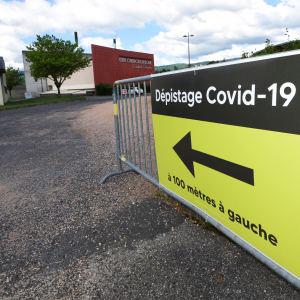 Dépistage Covid-19
à 100 mètres à gauche